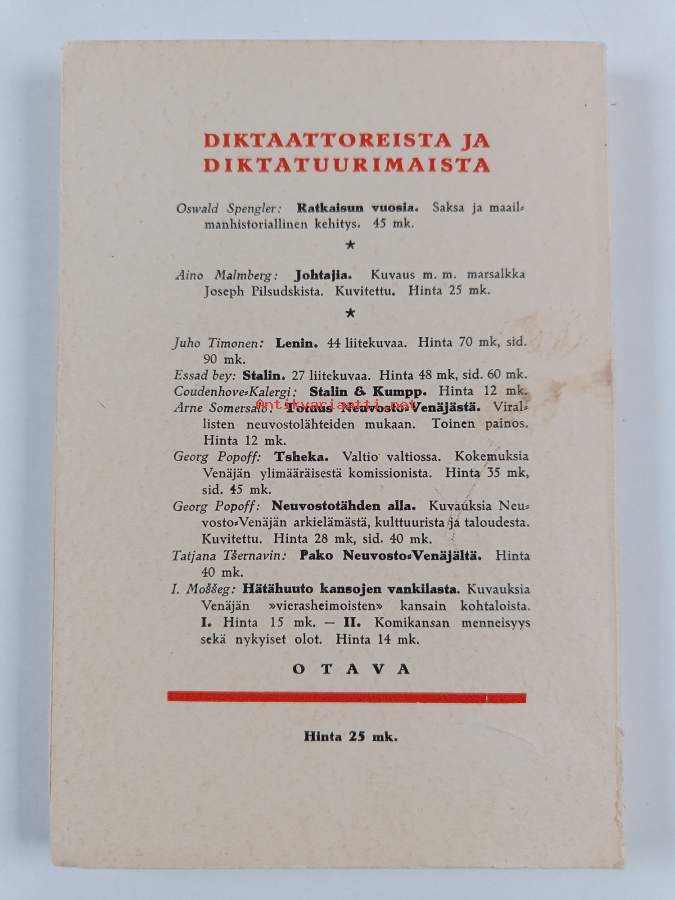 DIKTAATTOREISTA JA
DIKTATUURIMAISTA
Oswald Spengler: Ratkaisun vuosia. Saksa ja maail-
manhistoriallinen kehitys. 45 mk.
★
Aino Malmberg: Johtajia. Kuvaus m. m. marsalkka
Joseph Pilsudskista. Kuvitettu. Hinta 25 mk.
★
Juho Timonen: Lenin. 44 liitekuvaa. Hinta 70 mk, sid.
90 mk.
Essad bey: Stalin. 27 liitekuvaa. Hinta 48 mk, sid. 60 mk.
Coudenhove-Kalergi: Stalin & Kumpp. Hinta 12 mk.
Antikvariaatti.net
Arne Somersalo: Totuus Neuvosto-Venäjästä. Viral-
listen neuvostolähteiden mukaan. Toinen painos.
Hinta 12 mk.
Georg Popoff: Tsheka. Valtio valtiossa. Kokemuksia
Venäjän ylimääräisestä komissionista. Hinta 35 mk,
sid. 45 mk.
Georg Popoff: Neuvostotähden alla. Kuvauksia Neu-
vosto-Venäjän arkielämästä, kulttuurista ja taloudesta.
Kuvitettu. Hinta 28 mk, sid. 40 mk.
Tatjana Tšernavin: Pako Neuvosto-Venäjältä. Hinta
40 mk.
I. Moššeg: Hätähuuto kansojen vankilasta. Kuvauksia
Venäjän »vierasheimoisten» kansain kohtaloista.
I. Hinta 15 mk. — II. Komikansan menneisyys
sekä nykyiset olot. Hinta 14 mk.
OTAVA
Hinta 25 mk.